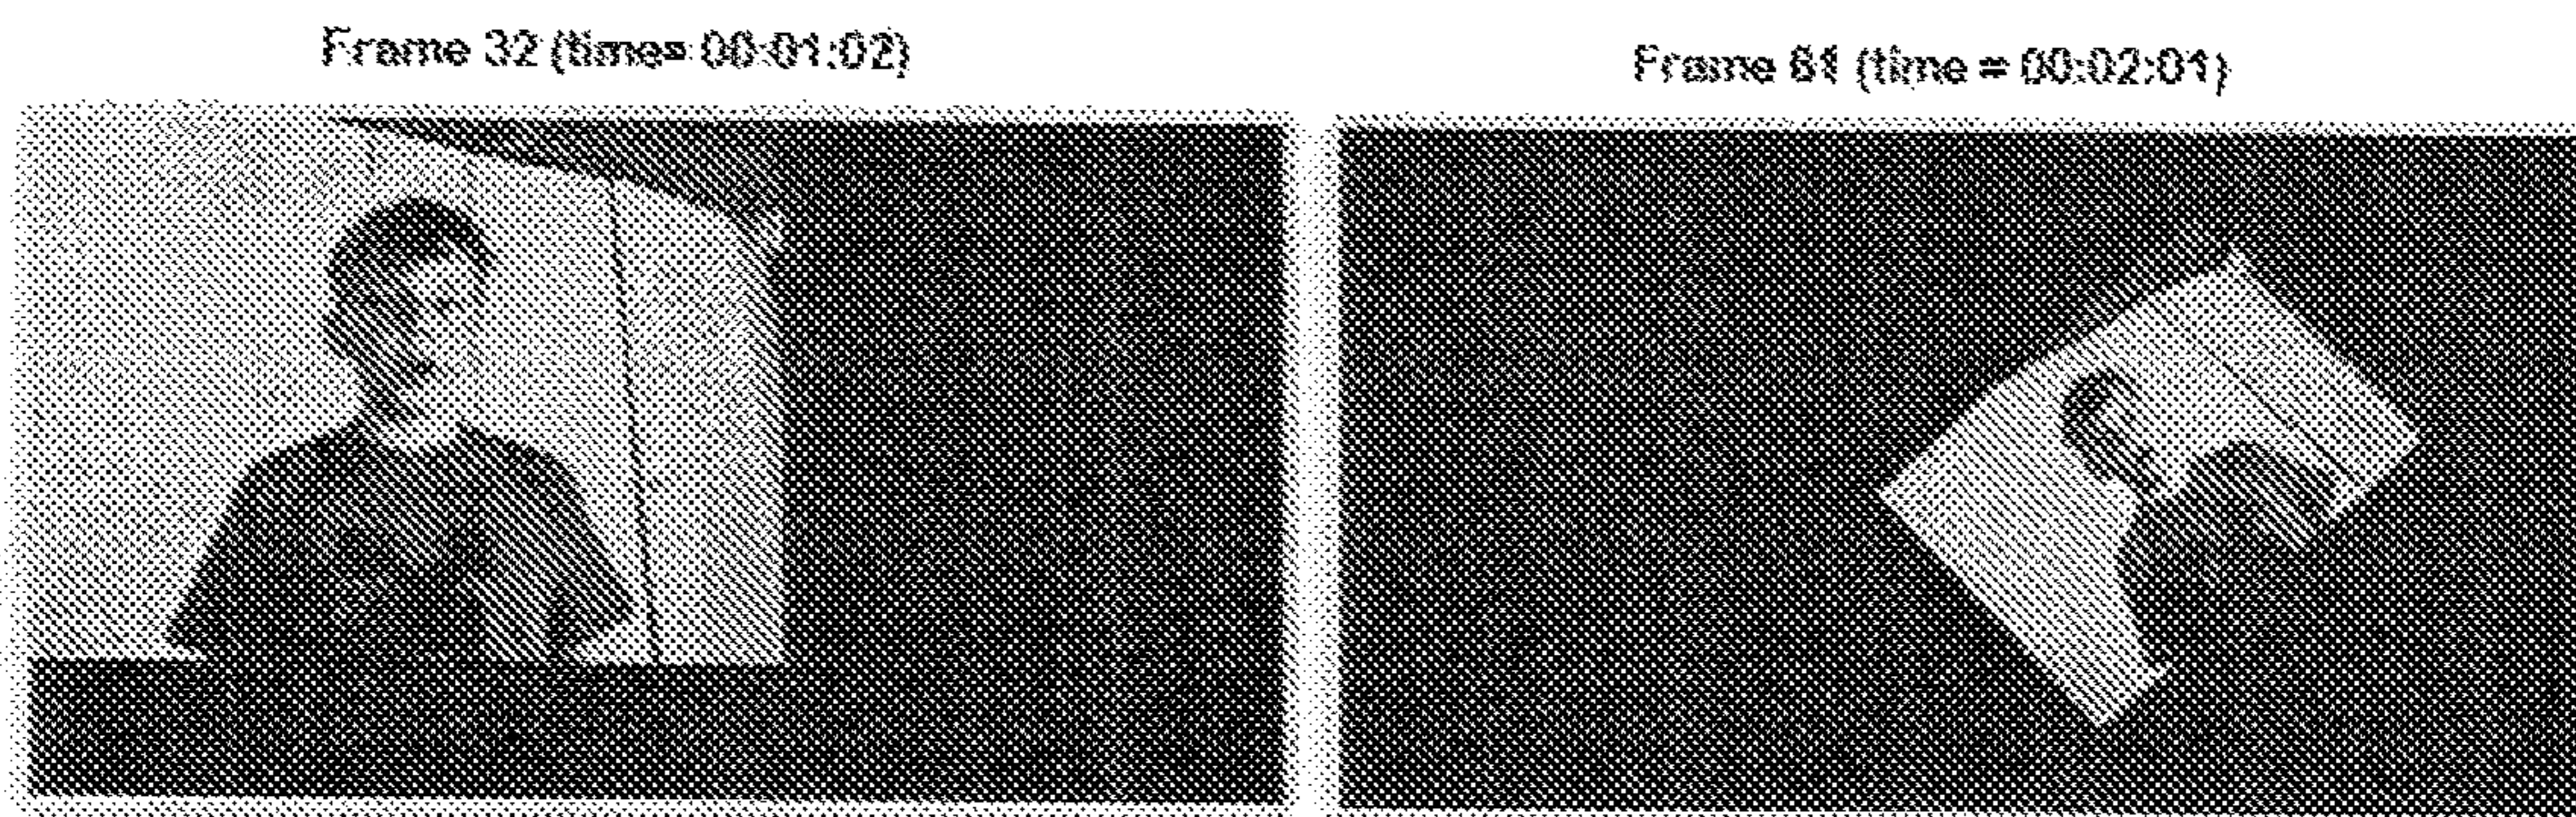 Frame 32 (time= 00:01:02)
Frame 61 (time = 00:02:01)